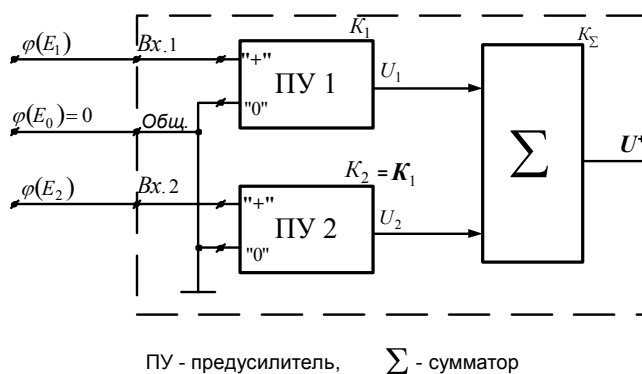 K₁
K_Σ
φ(E₁) Вх.1
"+"
ПУ 1
U₁
"0"
φ(E₀)=0 Общ.
Σ
U⁺
K₂ = K₁
φ(E₂) Вх.2
"+"
ПУ 2
U₂
"0"
ПУ - предусилитель, Σ - сумматор